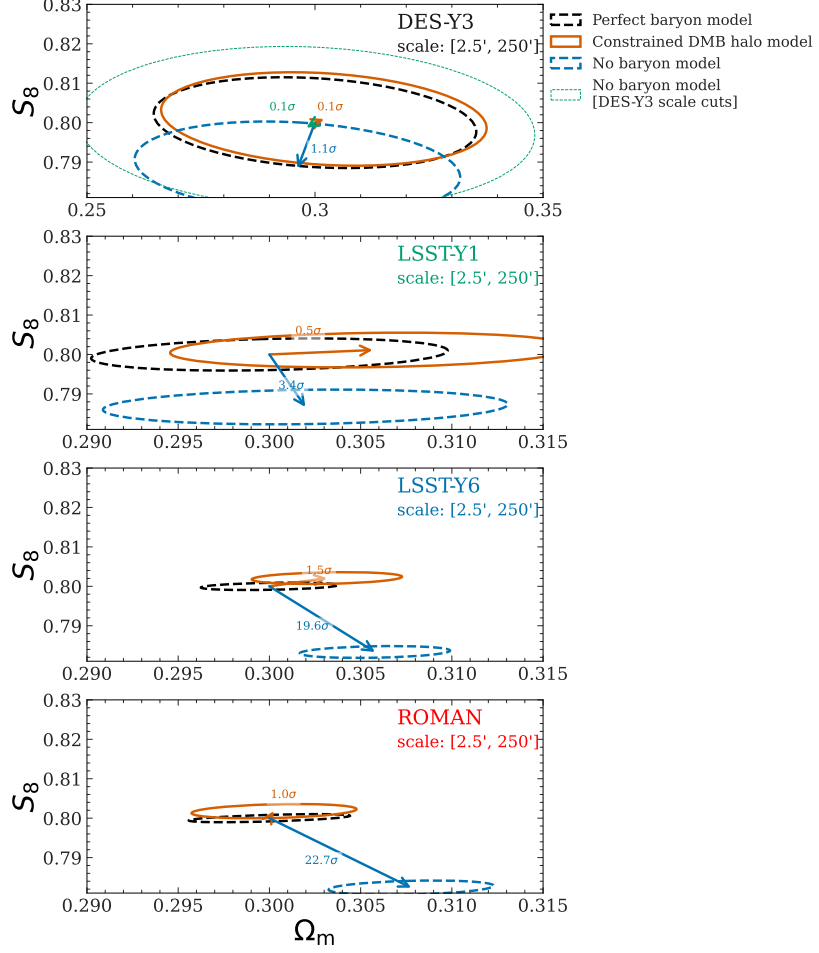 0.83
0.82
0.81
0.80
0.79
S8
DES-Y3
scale: [2.5', 250']
0.1σ
0.1σ
1.1σ
0.25
0.3
0.35
Perfect baryon model
Constrained DMB halo model
No baryon model
No baryon model
[DES-Y3 scale cuts]
0.83
0.82
0.81
0.80
0.79
S8
LSST-Y1
scale: [2.5', 250']
0.5σ
3.4σ
0.290
0.295
0.300
0.305
0.310
0.315
0.83
0.82
0.81
0.80
0.79
S8
LSST-Y6
scale: [2.5', 250']
1.5σ
19.6σ
0.290
0.295
0.300
0.305
0.310
0.315
0.83
0.82
0.81
0.80
0.79
S8
ROMAN
scale: [2.5', 250']
1.0σ
22.7σ
0.290
0.295
0.300
0.305
0.310
0.315
Ωm